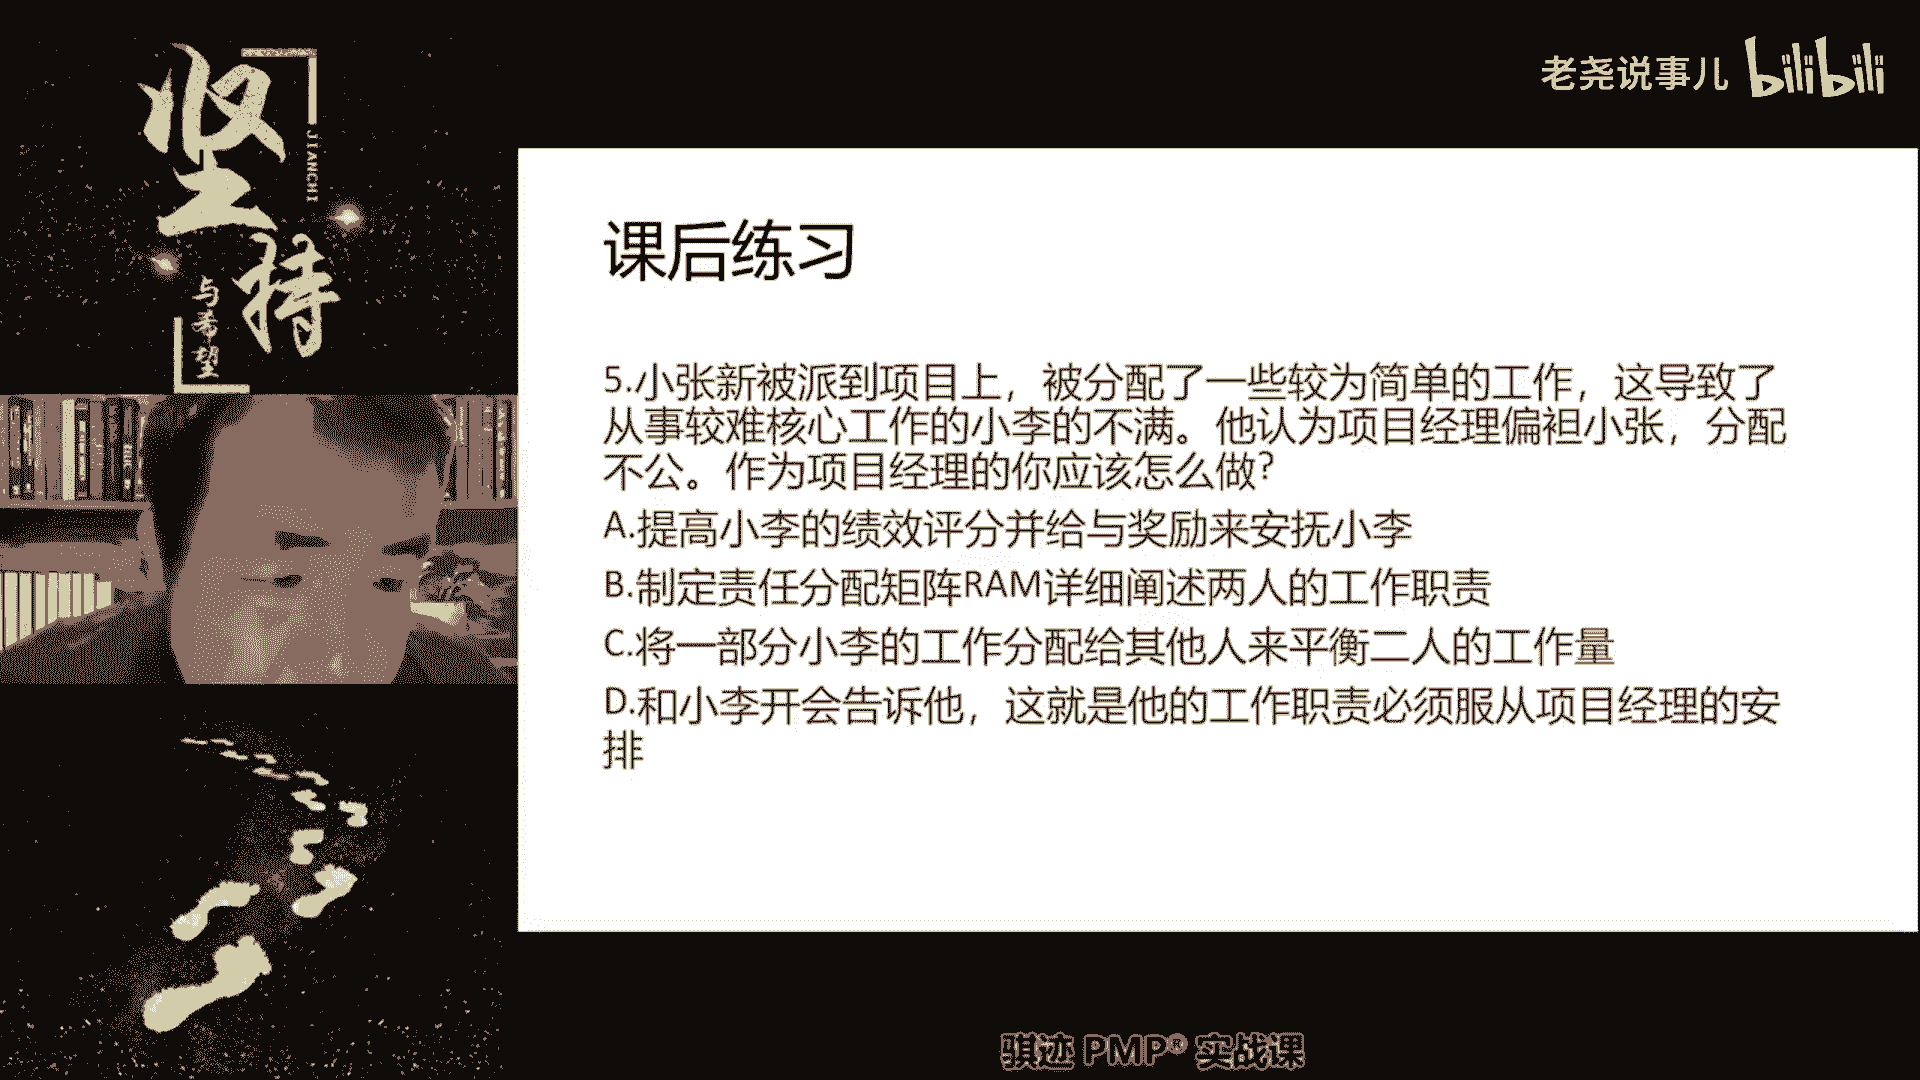 坚持
JIANCHI
与希望
老尧说事儿 bilibili
课后练习
5.小张新被派到项目上，被分配了一些较为简单的工作，这导致了
从事较难核心工作的小李的不满。他认为项目经理偏袒小张，分配
不公。作为项目经理的你应该怎么做?
A.提高小李的绩效评分并给与奖励来安抚小李
B.制定责任分配矩阵RAM详细阐述两人的工作职责
C.将一部分小李的工作分配给其他人来平衡二人的工作量
D.和小李开会告诉他，这就是他的工作职责必须服从项目经理的安
排
骐迹 PMP® 实战课